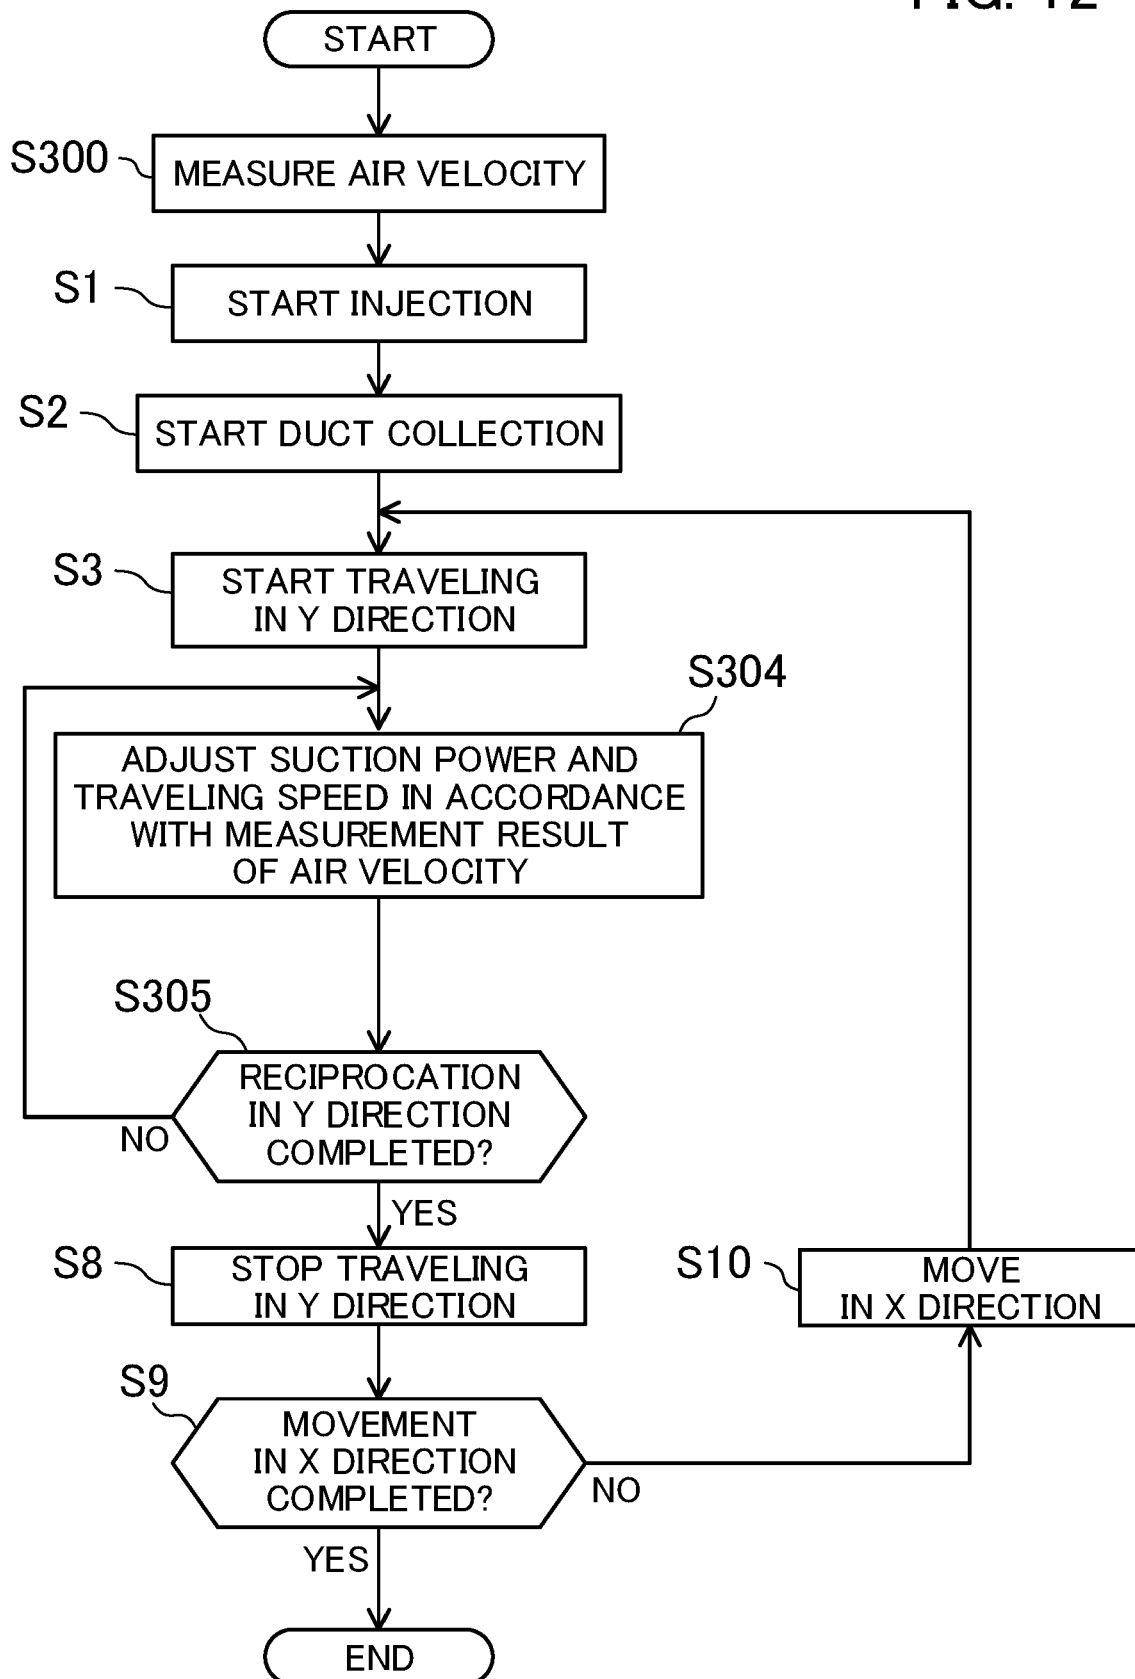 FIG. 12
START
S300
MEASURE AIR VELOCITY
S1
START INJECTION
S2
START DUCT COLLECTION
S3
START TRAVELING
IN Y DIRECTION
S304
ADJUST SUCTION POWER AND
TRAVELING SPEED IN ACCORDANCE
WITH MEASUREMENT RESULT
OF AIR VELOCITY
S305
RECIPROCATION
IN Y DIRECTION
COMPLETED?
NO
YES
S8
STOP TRAVELING
IN Y DIRECTION
S10
MOVE
IN X DIRECTION
S9
MOVEMENT
IN X DIRECTION
COMPLETED?
NO
YES
END